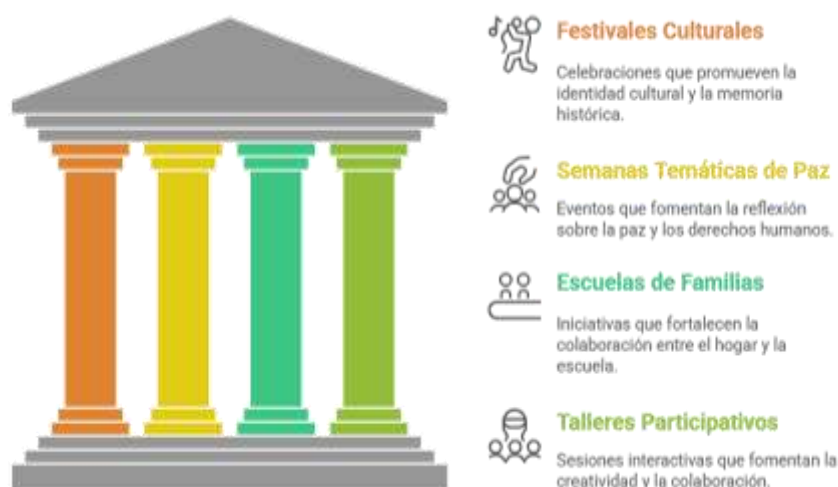 Festivales Culturales
Celebraciones que promueven la
identidad cultural y la memoria
histórica.
Semanas Temáticas de Paz
Eventos que fomentan la reflexión
sobre la paz y los derechos humanos.
Escuelas de Familias
Iniciativas que fortalecen la
colaboración entre el hogar y la
escuela.
Talleres Participativos
Sesiones interactivas que fomentan la
creatividad y la colaboración.